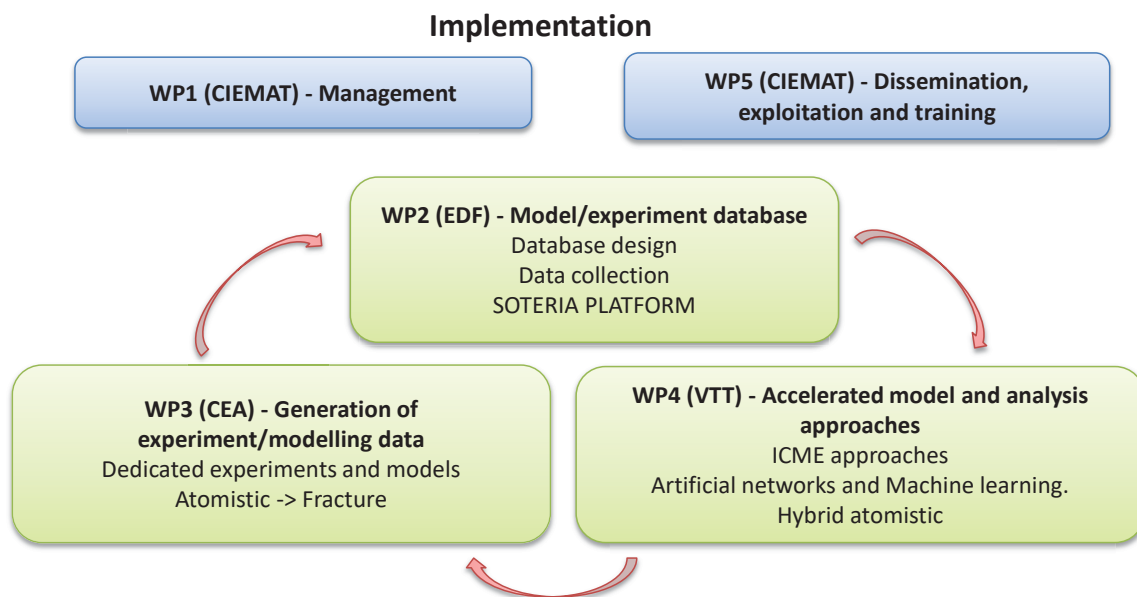 Implementation
WP1 (CIEMAT) - Management
WP5 (CIEMAT) - Dissemination,
exploitation and training
WP2 (EDF) - Model/experiment database
Database design
Data collection
SOTERIA PLATFORM
WP3 (CEA) - Generation of
experiment/modelling data
Dedicated experiments and models
Atomistic -> Fracture
WP4 (VTT) - Accelerated model and analysis
approaches
ICME approaches
Artificial networks and Machine learning.
Hybrid atomistic